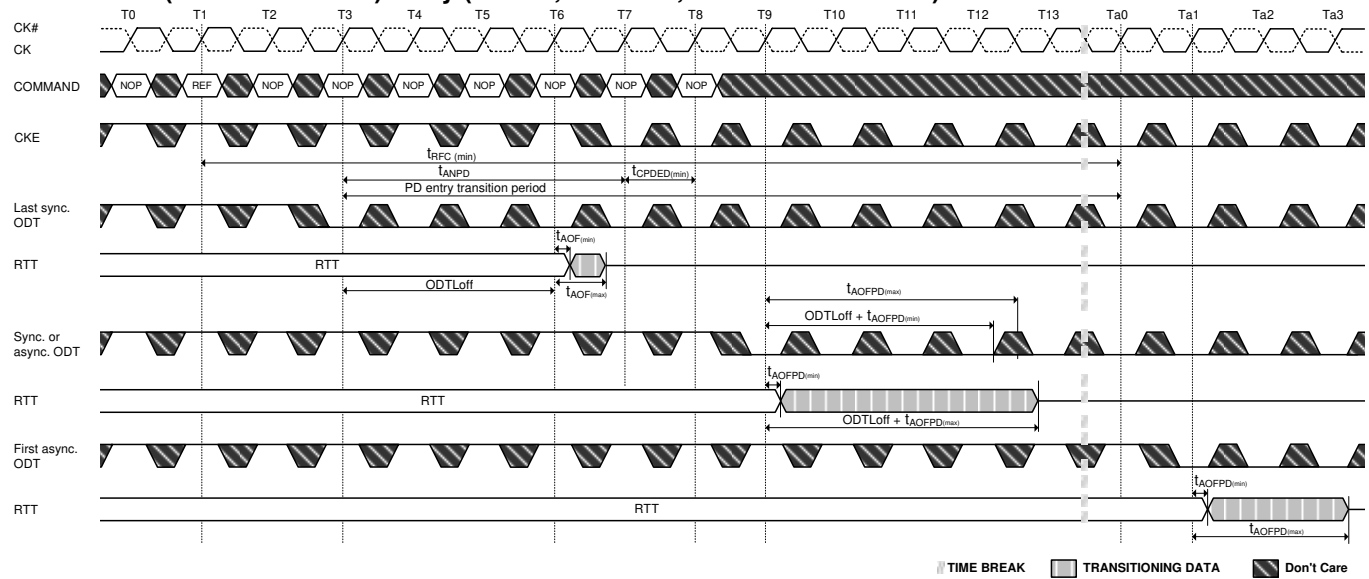 T0 T1 T2 T3 T4 T5 T6 T7 T8 T9 T10 T11 T12 T13 Ta0 Ta1 Ta2 Ta3
CK#
CK
COMMAND NOP REF NOP NOP NOP NOP NOP NOP NOP
CKE
tRFC (min)
tANPD tCPDED(min)
PD entry transition period
Last sync.
ODT
tAOF(min)
RTT RTT
ODTLoff tAOF(max)
tAOFPD(max)
ODTLoff + tAOFPD(min)
Sync. or
async. ODT
tAOFPD(min)
RTT RTT
ODTLoff + tAOFPD(max)
First async.
ODT
tAOFPD(min)
RTT RTT
tAOFPD(max)
TIME BREAK TRANSITIONING DATA Don't Care